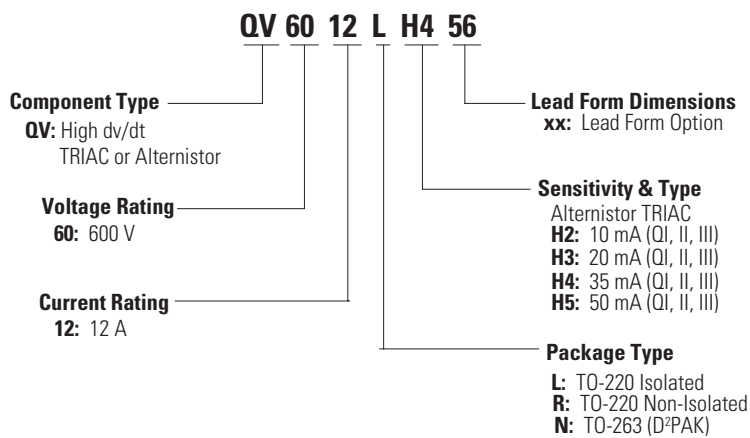 QV 60 12 L H4 56
Component Type
QV: High dv/dt
TRIAC or Alternistor
Voltage Rating
60: 600 V
Current Rating
12: 12 A
Lead Form Dimensions
xx: Lead Form Option
Sensitivity & Type
Alternistor TRIAC
H2: 10 mA (QI, II, III)
H3: 20 mA (QI, II, III)
H4: 35 mA (QI, II, III)
H5: 50 mA (QI, II, III)
Package Type
L: TO-220 Isolated
R: TO-220 Non-Isolated
N: TO-263 (D²PAK)